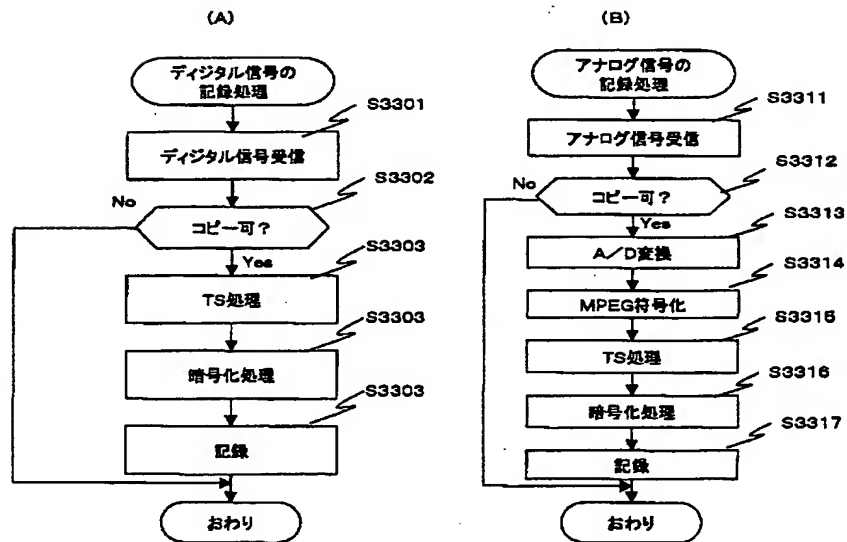 (A)
ディジタル信号の
記録処理
S3301
ディジタル信号受信
S3302
No
コピー可?
Yes
S3303
TS処理
S3303
暗号化処理
S3303
記録
おわり
(B)
アナログ信号の
記録処理
S3311
アナログ信号受信
S3312
No
コピー可?
Yes
S3313
A/D変換
S3314
MPEG符号化
S3315
TS処理
S3316
暗号化処理
S3317
記録
おわり